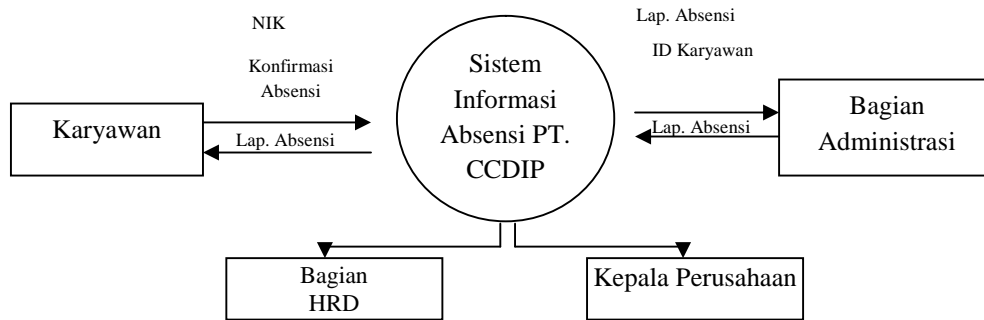 NIK
Konfirmasi
Absensi
Karyawan
Lap. Absensi
Sistem
Informasi
Absensi PT.
CCDIP
Lap. Absensi
ID Karyawan
Lap. Absensi
Bagian
Administrasi
Bagian
HRD
Kepala Perusahaan